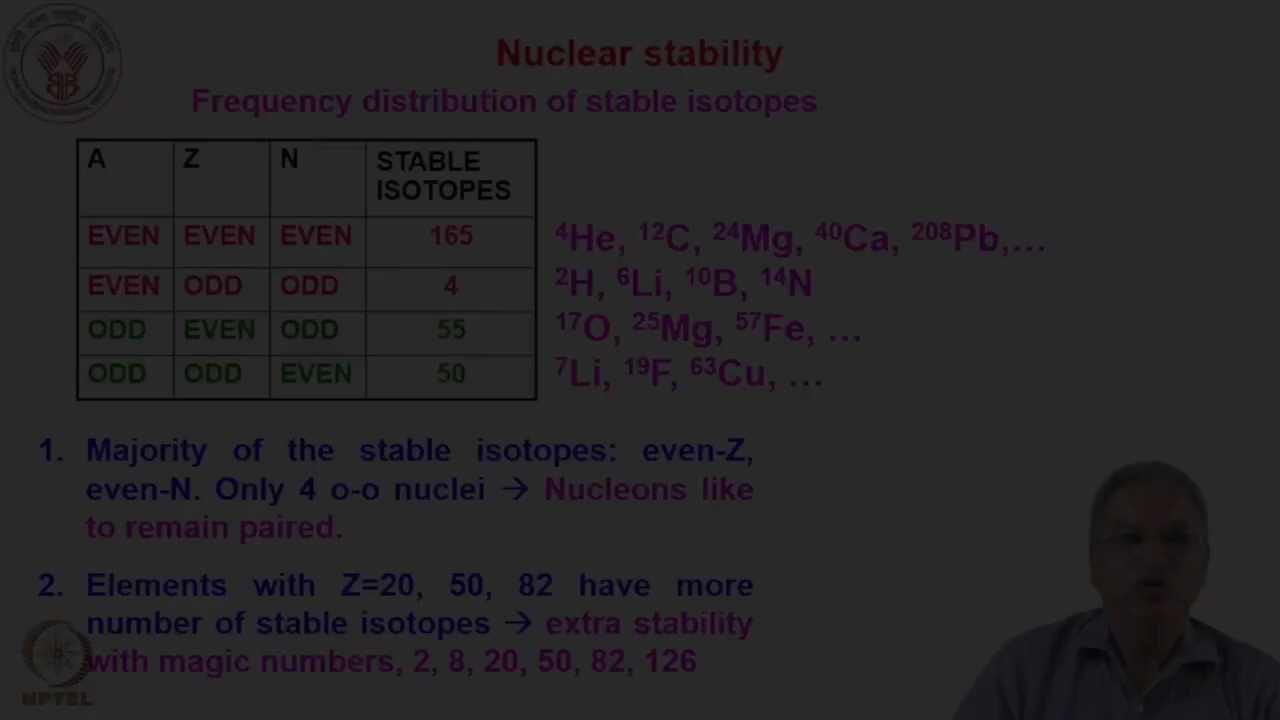 Nuclear stability
Frequency distribution of stable isotopes
A Z N STABLE ISOTOPES
EVEN EVEN EVEN 165 ⁴He, ¹²C, ²⁴Mg, ⁴⁰Ca, ²⁰⁸Pb,...
EVEN ODD ODD 4 ²H, ⁶Li, ¹⁰B, ¹⁴N
ODD EVEN ODD 55 ¹⁷O, ²⁵Mg, ⁵⁷Fe, ...
ODD ODD EVEN 50 ⁷Li, ¹⁹F, ⁶³Cu, ...
1. Majority of the stable isotopes: even-Z,
even-N. Only 4 o-o nuclei → Nucleons like
to remain paired.
2. Elements with Z=20, 50, 82 have more
number of stable isotopes → extra stability
with magic numbers, 2, 8, 20, 50, 82, 126
NPTEL